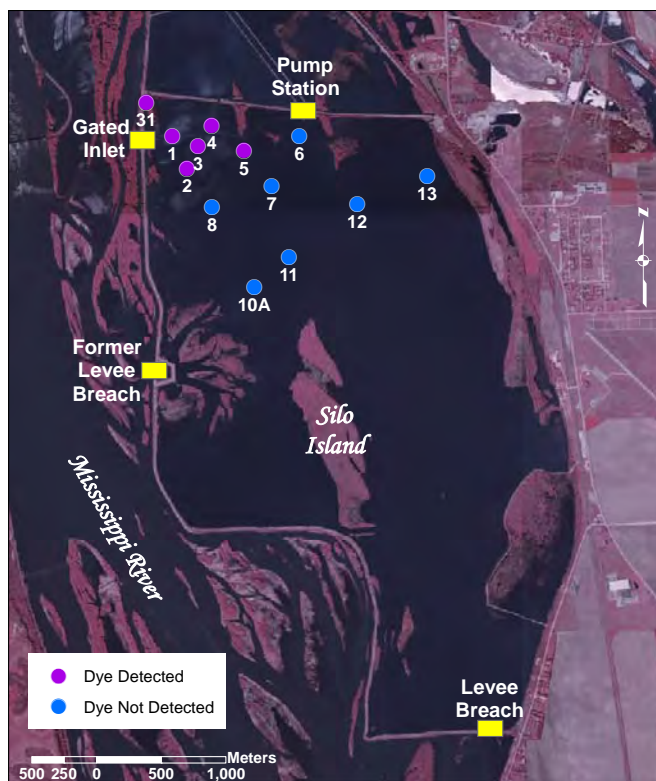 Pump
Station
31
Gated
Inlet
1
4
3
5
6
2
7
8
12
13
11
10A
Former
Levee
Breach
Silo
Island
Mississippi River
N
Dye Detected
Dye Not Detected
Levee
Breach
Meters
500 250 0 500 1,000